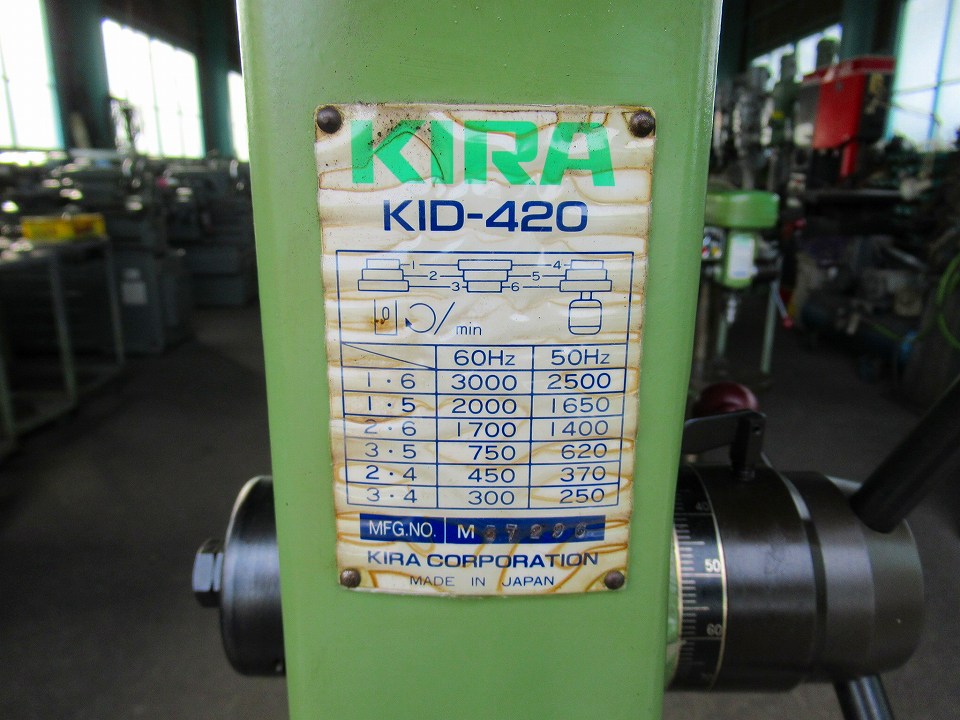 KIRA
KID-420
1 2 3 4 5 6
/min
60Hz 50Hz
1・6 3000 2500
1・5 2000 1650
2・6 1700 1400
3・5 750 620
2・4 450 370
3・4 300 250
MFG.NO. M
KIRA CORPORATION
MADE IN JAPAN
40
50
60